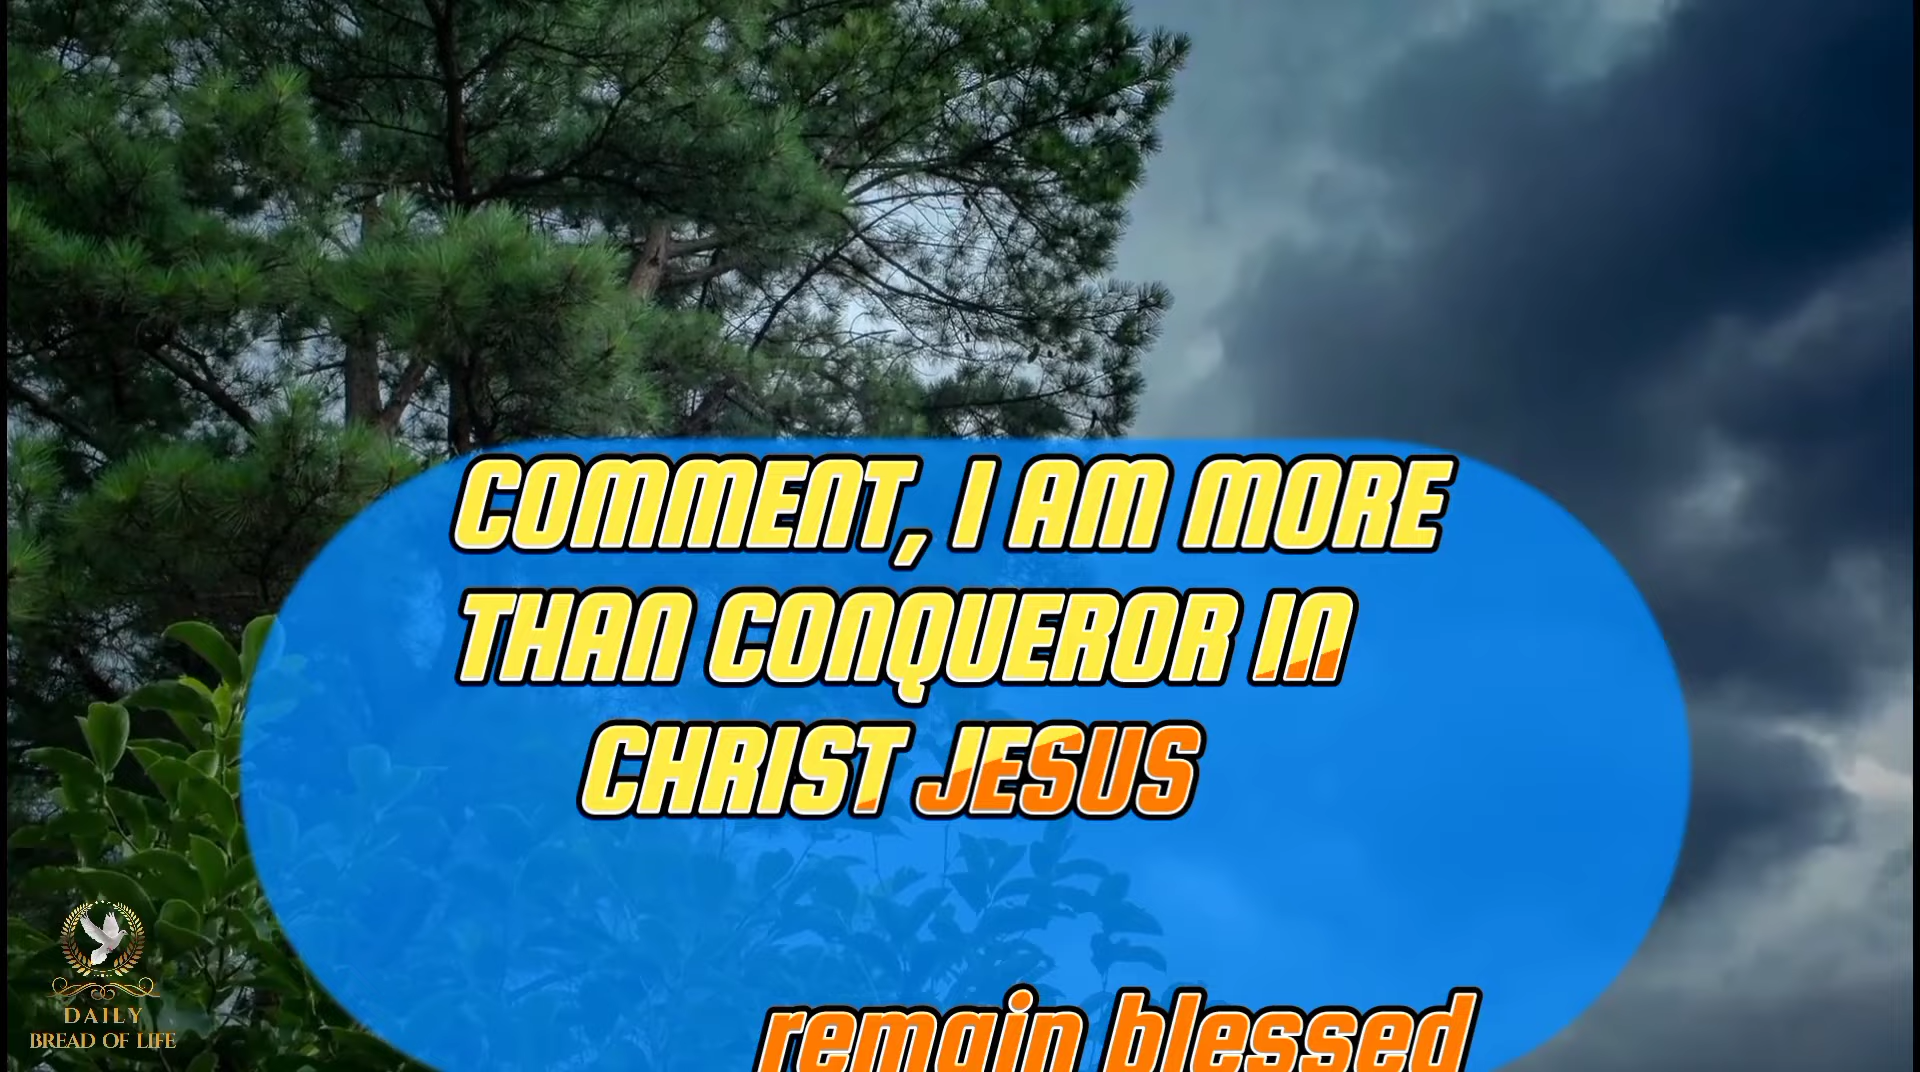 COMMENT, I AM MORE
THAN CONQUEROR IN
CHRIST JESUS
remain blessed
DAILY
BREAD OF LIFE